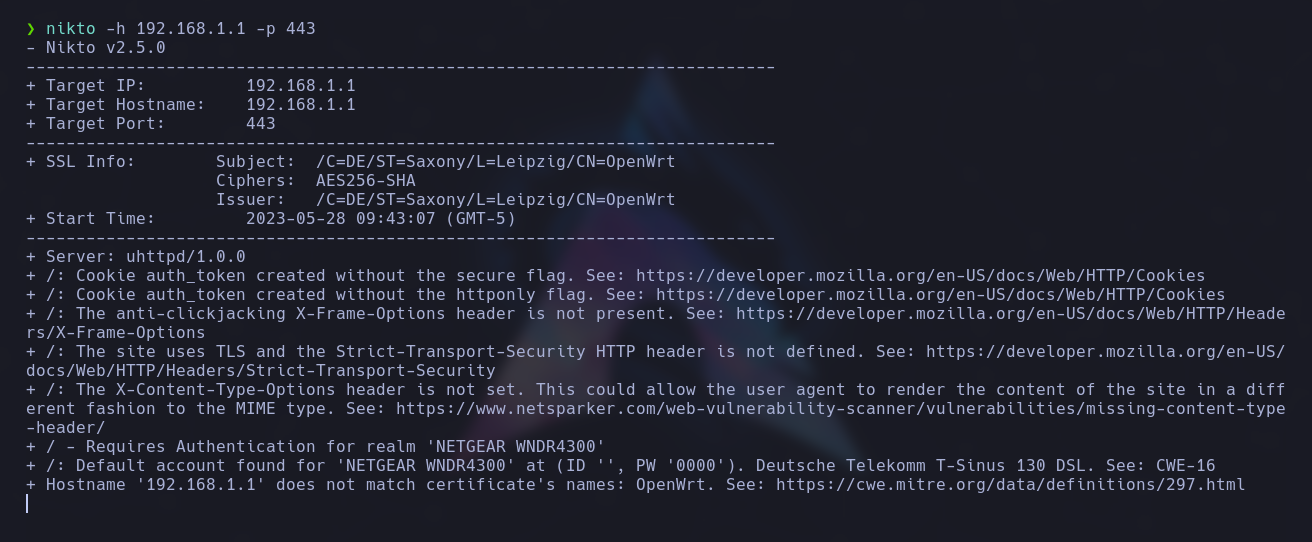 ❯ nikto -h 192.168.1.1 -p 443
- Nikto v2.5.0
---------------------------------------------------------------------------
+ Target IP:          192.168.1.1
+ Target Hostname:    192.168.1.1
+ Target Port:        443
---------------------------------------------------------------------------
+ SSL Info:        Subject:  /C=DE/ST=Saxony/L=Leipzig/CN=OpenWrt
                   Ciphers:  AES256-SHA
                   Issuer:   /C=DE/ST=Saxony/L=Leipzig/CN=OpenWrt
+ Start Time:         2023-05-28 09:43:07 (GMT-5)
---------------------------------------------------------------------------
+ Server: uhttpd/1.0.0
+ /: Cookie auth_token created without the secure flag. See: https://developer.mozilla.org/en-US/docs/Web/HTTP/Cookies
+ /: Cookie auth_token created without the httponly flag. See: https://developer.mozilla.org/en-US/docs/Web/HTTP/Cookies
+ /: The anti-clickjacking X-Frame-Options header is not present. See: https://developer.mozilla.org/en-US/docs/Web/HTTP/Heade
rs/X-Frame-Options
+ /: The site uses TLS and the Strict-Transport-Security HTTP header is not defined. See: https://developer.mozilla.org/en-US/
docs/Web/HTTP/Headers/Strict-Transport-Security
+ /: The X-Content-Type-Options header is not set. This could allow the user agent to render the content of the site in a diff
erent fashion to the MIME type. See: https://www.netsparker.com/web-vulnerability-scanner/vulnerabilities/missing-content-type
-header/
+ / - Requires Authentication for realm 'NETGEAR WNDR4300'
+ /: Default account found for 'NETGEAR WNDR4300' at (ID '', PW '0000'). Deutsche Telekomm T-Sinus 130 DSL. See: CWE-16
+ Hostname '192.168.1.1' does not match certificate's names: OpenWrt. See: https://cwe.mitre.org/data/definitions/297.html